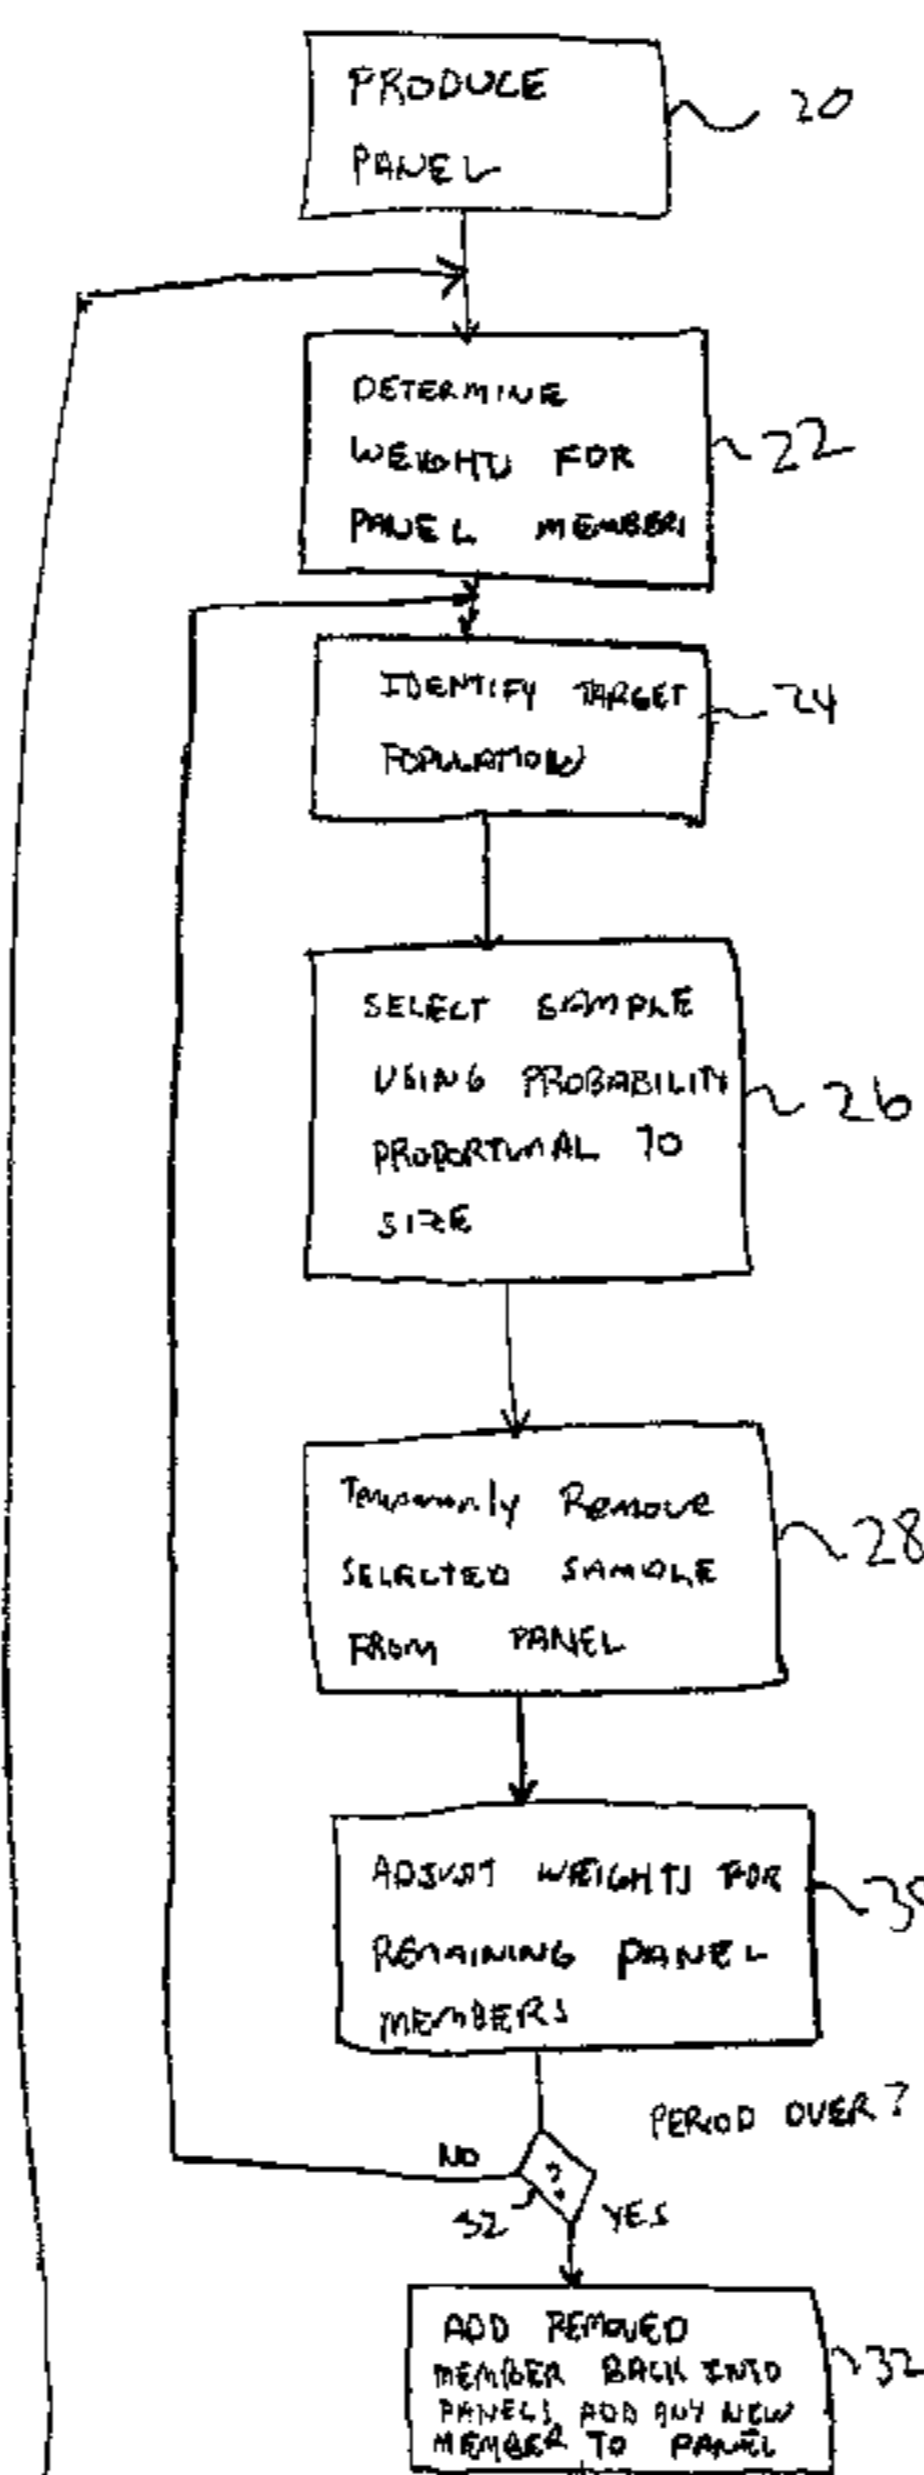 PRODUCE
PANEL
20
DETERMINE
WEIGHTS FOR
PANEL MEMBERS
22
IDENTIFY TARGET
POPULATION
24
SELECT SAMPLE
USING PROBABILITY
PROPORTIONAL TO
SIZE
26
Temporarily Remove
SELECTED SAMPLE
FROM PANEL
28
ADJUST WEIGHTS FOR
REMAINING PANEL
MEMBERS
30
PERIOD OVER?
NO
?
32
YES
ADD REMOVED
MEMBER BACK INTO
PANELS ADD ANY NEW
MEMBER TO PANEL
32